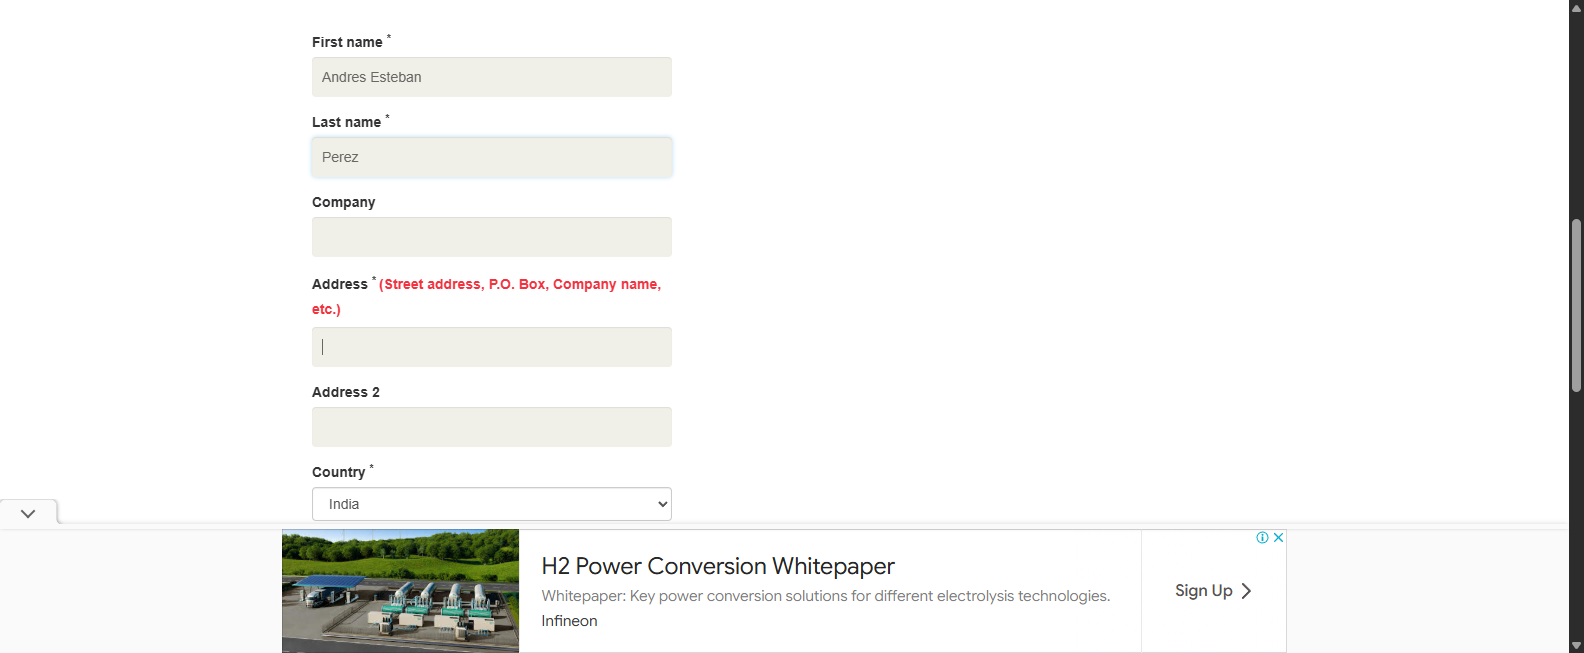 First name *
Andres Esteban
Last name *
Perez
Company
Address * (Street address, P.O. Box, Company name,
etc.)
Address 2
Country *
India
H2 Power Conversion Whitepaper
Whitepaper: Key power conversion solutions for different electrolysis technologies.
Infineon
Sign Up